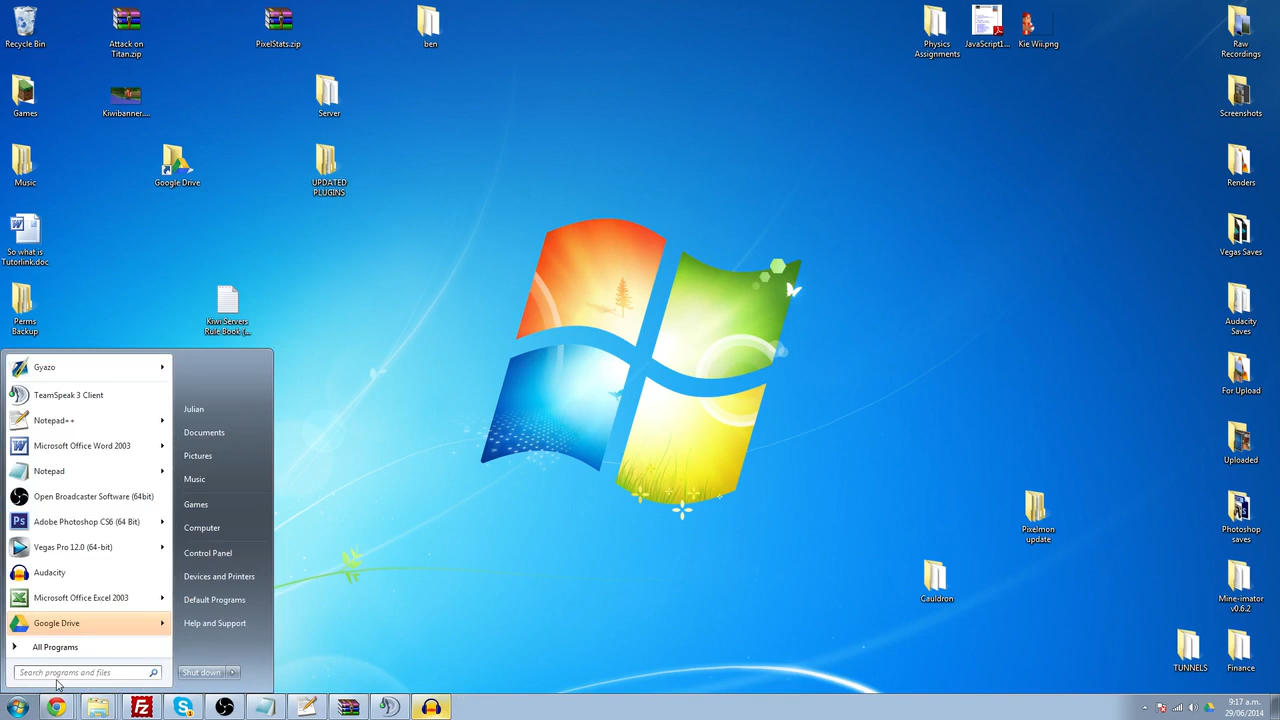 Recycle Bin
Attack on
Titan.zip
PixelStats.zip
ben
Physics
Assignments
JavaScript1...
Kie Wii.png
Raw
Recordings
Games
Kiwibanner....
Server
Screenshots
Music
Google Drive
UPDATED
PLUGINS
Renders
So what is
Tutorlink.doc
Vegas Saves
Perms
Backup
Kiwi Servers
Rule Book (...
Audacity
Saves
For Upload
Uploaded
Pixelmon
update
Photoshop
saves
Cauldron
Mine-imator
v0.6.2
TUNNELS
Finance
Gyazo
TeamSpeak 3 Client
Notepad++
Microsoft Office Word 2003
Notepad
Open Broadcaster Software (64bit)
Adobe Photoshop CS6 (64 Bit)
Vegas Pro 12.0 (64-bit)
Audacity
Microsoft Office Excel 2003
Google Drive
All Programs
Search programs and files
Julian
Documents
Pictures
Music
Games
Computer
Control Panel
Devices and Printers
Default Programs
Help and Support
Shut down
9:17 a.m.
29/06/2014